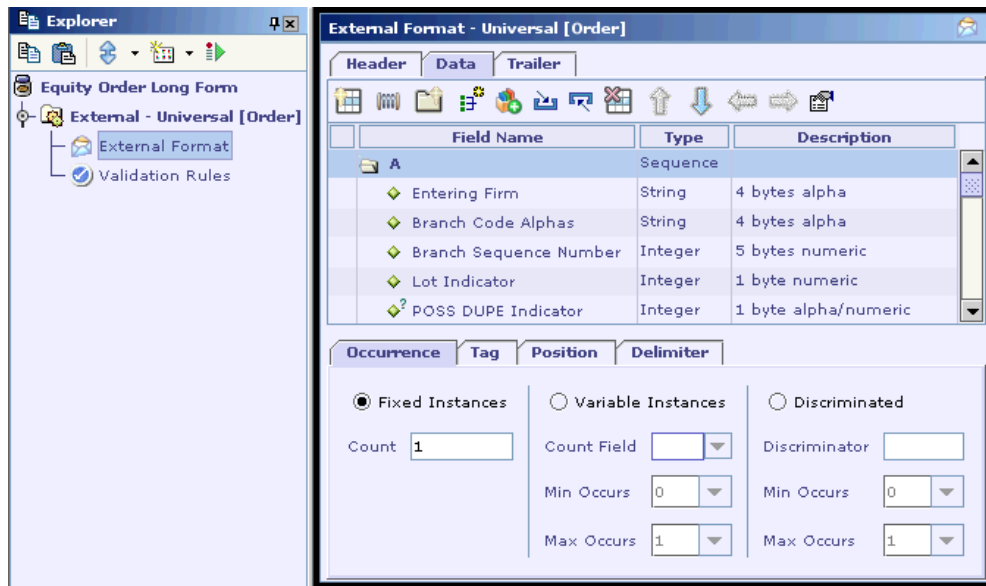 Explorer
Equity Order Long Form
External - Universal [Order]
External Format
Validation Rules
External Format - Universal [Order]
Header Data Trailer
Field Name Type Description
A Sequence
Entering Firm String 4 bytes alpha
Branch Code Alphas String 4 bytes alpha
Branch Sequence Number Integer 5 bytes numeric
Lot Indicator Integer 1 byte numeric
? POSS DUPE Indicator Integer 1 byte alpha/numeric
Occurrence Tag Position Delimiter
Fixed Instances Variable Instances Discriminated
Count 1 Count Field Discriminator
Min Occurs 0 Min Occurs 0
Max Occurs 1 Max Occurs 1